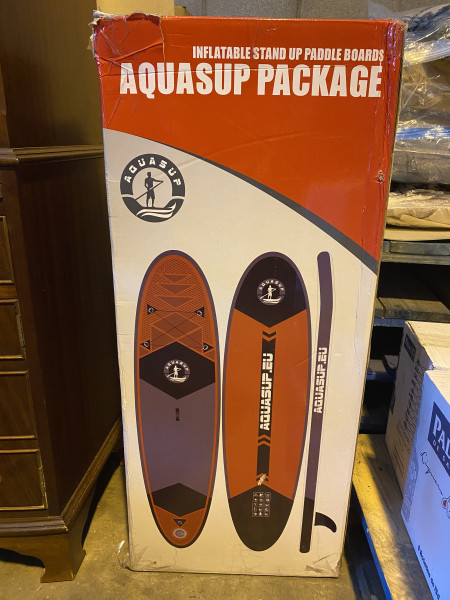 INFLATABLE STAND UP PADDLE BOARDS
AQUASUP PACKAGE
AQUASUP
AQUASUP
AQUASUP
AQUASUP.EU
AQUASUP.EU